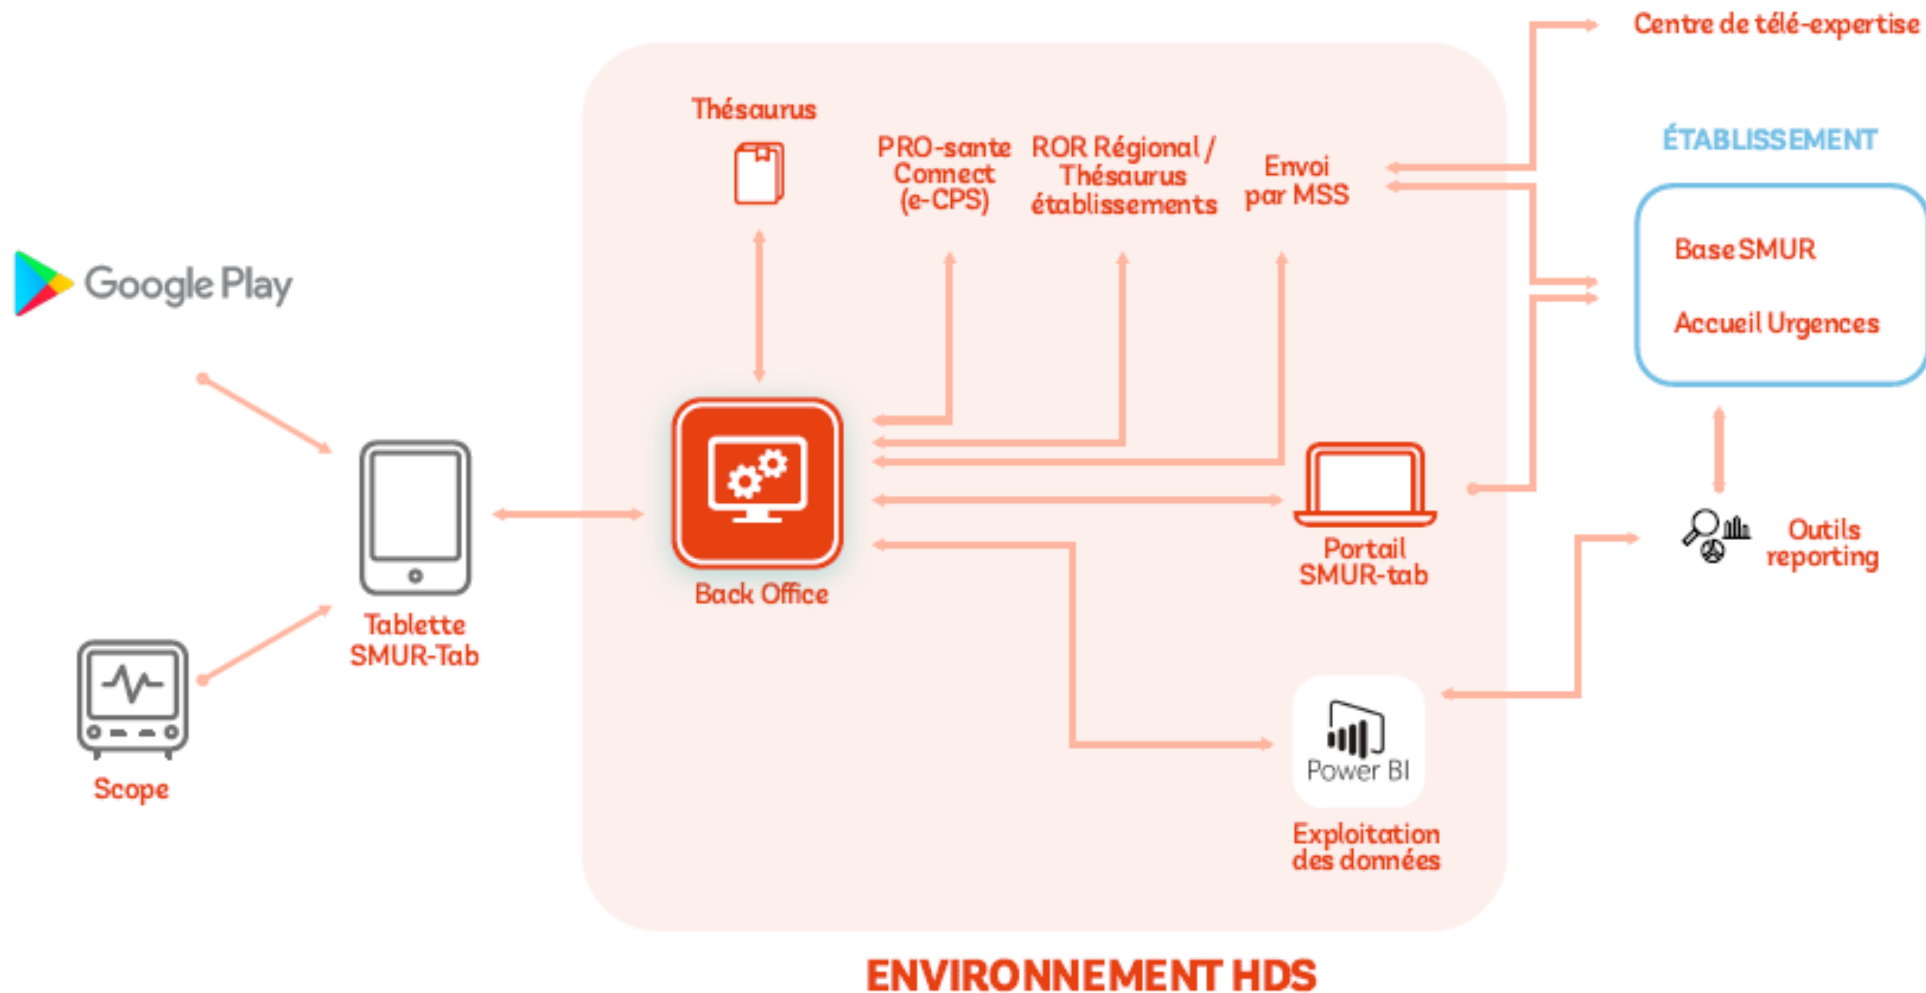 Centre de télé-expertise
Thésaurus
PRO-sante
Connect
(e-CPS)
ROR Régional /
Thésaurus
établissements
Envoi
par MSS
ÉTABLISSEMENT
Base SMUR
Accueil Urgences
Google Play
Tablette
SMUR-Tab
Back Office
Portail
SMUR-tab
Outils
reporting
Scope
Power BI
Exploitation
des données
ENVIRONNEMENT HDS